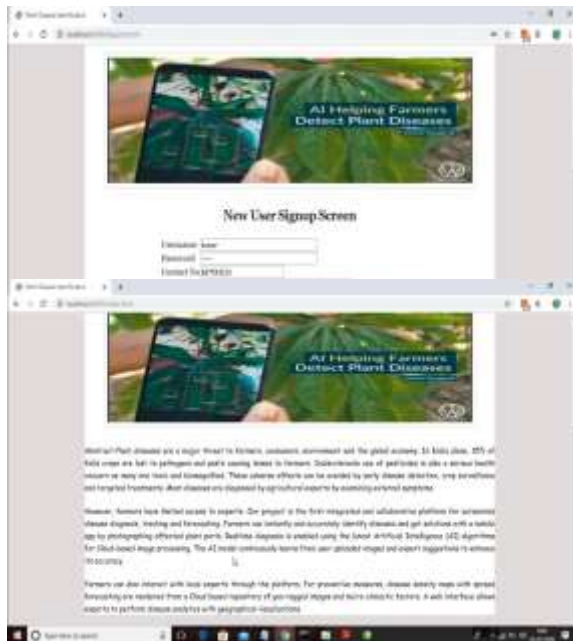 AI Helping Farmers
Detect Plant Diseases
New User Signup Screen
Username
Password
Contact No
AI Helping Farmers
Detect Plant Diseases
Abstract Plant diseases are a major threat to farmers, consumers, environment and the global economy. In India alone, 35% of
field crops are lost to pathogens and pests causing losses to farmers. Indiscriminate use of pesticides is also a serious health
concern as many are toxic and biomagnified. These adverse effects can be avoided by early disease detection, crop surveillance
and targeted treatments. Most diseases are diagnosed by agricultural experts by examining external symptoms.
However, farmers have limited access to experts. Our project is the first integrated and collaborative platform for automated
disease diagnosis, tracking and forecasting. Farmers can instantly and accurately identify diseases and get solutions with a mobile
app by photographing affected plant parts. Realtime diagnosis is enabled using the latest Artificial Intelligence (AI) algorithms
for Cloud-based image processing. The AI model continuously learns from user uploaded images and expert suggestions to enhance
its accuracy.
Farmers can also interact with local experts through the platform. For preventive measures, disease density maps with spread
forecasting are rendered from a Cloud based repository of geo-tagged images and micro-climatic factors. A web interface allows
experts to perform disease analytics with geographical visualizations.